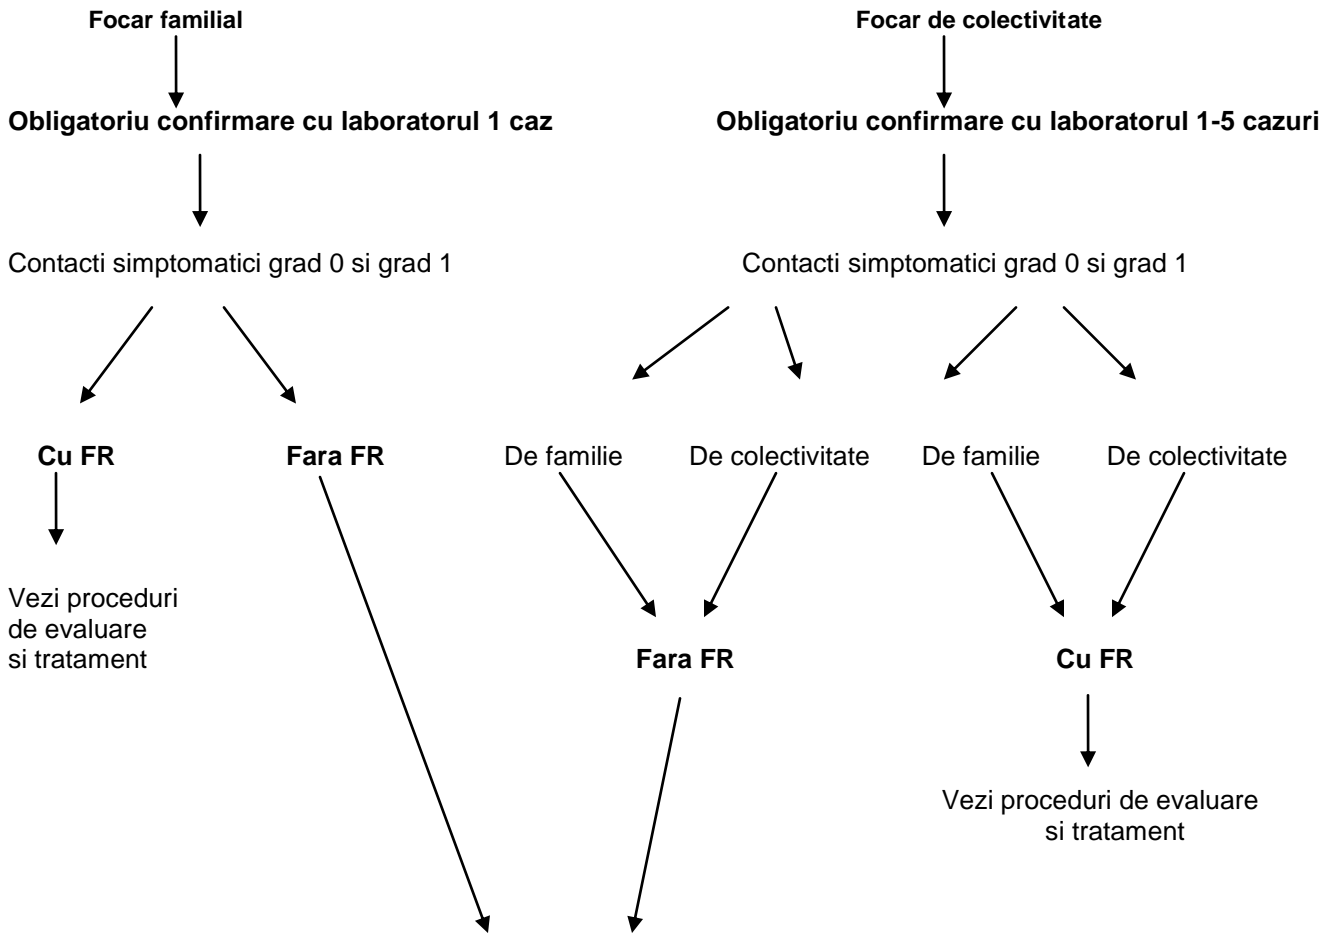 Focar familial
Focar de colectivitate
Obligatoriu confirmare cu laboratorul 1 caz
Obligatoriu confirmare cu laboratorul 1-5 cazuri
Contacti simptomatici grad 0 si grad 1
Contacti simptomatici grad 0 si grad 1
Cu FR
Fara FR
De familie
De colectivitate
De familie
De colectivitate
Vezi proceduri
de evaluare
si tratament
Fara FR
Cu FR
Vezi proceduri de evaluare
si tratament